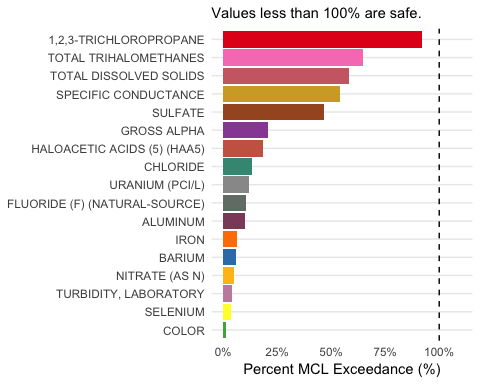 Values less than 100% are safe.
1,2,3-TRICHLOROPROPANE
TOTAL TRIHALOMETHANES
TOTAL DISSOLVED SOLIDS
SPECIFIC CONDUCTANCE
SULFATE
GROSS ALPHA
HALOACETIC ACIDS (5) (HAA5)
CHLORIDE
URANIUM (PCI/L)
FLUORIDE (F) (NATURAL-SOURCE)
ALUMINUM
IRON
BARIUM
NITRATE (AS N)
TURBIDITY, LABORATORY
SELENIUM
COLOR
0% 25% 50% 75% 100%
Percent MCL Exceedance (%)